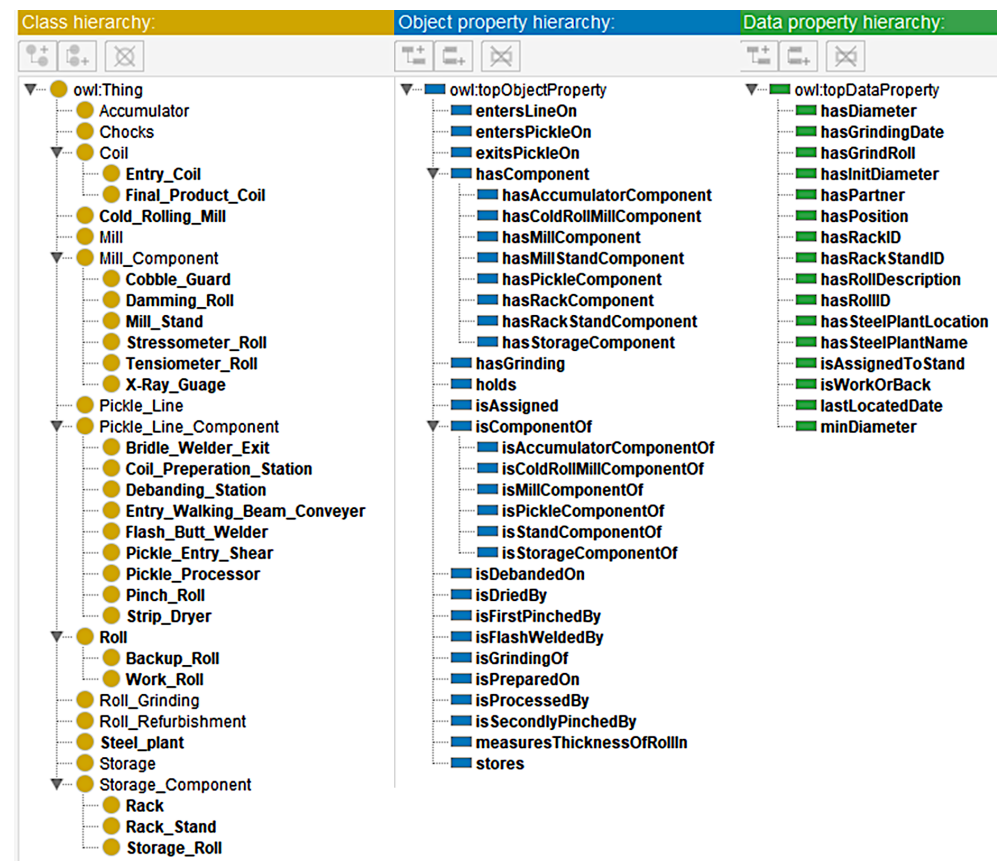 Class hierarchy:
owl:Thing
Accumulator
Chocks
Coil
Entry_Coil
Final_Product_Coil
Cold_Rolling_Mill
Mill
Mill_Component
Cobble_Guard
Damming_Roll
Mill_Stand
Stressometer_Roll
Tensiometer_Roll
X-Ray_Guage
Pickle_Line
Pickle_Line_Component
Bridle_Welder_Exit
Coil_Preperation_Station
Debanding_Station
Entry_Walking_Beam_Conveyer
Flash_Butt_Welder
Pickle_Entry_Shear
Pickle_Processor
Pinch_Roll
Strip_Dryer
Roll
Backup_Roll
Work_Roll
Roll_Grinding
Roll_Refurbishment
Steel_plant
Storage
Storage_Component
Rack
Rack_Stand
Storage_Roll
Object property hierarchy:
owl:topObjectProperty
entersLineOn
entersPickleOn
exitsPickleOn
hasComponent
hasAccumulatorComponent
hasColdRollMillComponent
hasMillComponent
hasMillStandComponent
hasPickleComponent
hasRackComponent
hasRackStandComponent
hasStorageComponent
hasGrinding
holds
isAssigned
isComponentOf
isAccumulatorComponentOf
isColdRollMillComponentOf
isMillComponentOf
isPickleComponentOf
isStandComponentOf
isStorageComponentOf
isDebandedOn
isDriedBy
isFirstPinchedBy
isFlashWeldedBy
isGrindingOf
isPreparedOn
isProcessedBy
isSecondlyPinchedBy
measuresThicknessOfRollIn
stores
Data property hierarchy:
owl:topDataProperty
hasDiameter
hasGrindingDate
hasGrindRoll
hasInitDiameter
hasPartner
hasPosition
hasRackID
hasRackStandID
hasRollDescription
hasRollID
hasSteelPlantLocation
hasSteelPlantName
isAssignedToStand
isWorkOrBack
lastLocatedDate
minDiameter